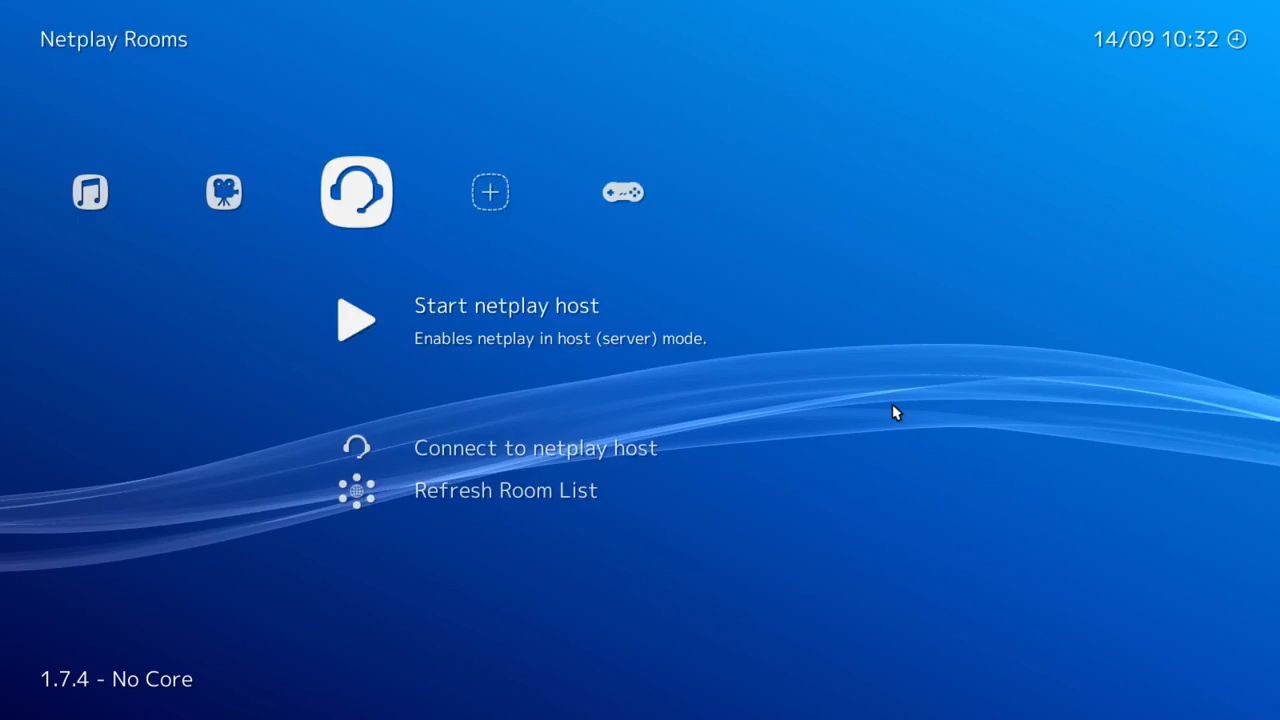 Netplay Rooms
14/09 10:32
Start netplay host
Enables netplay in host (server) mode.
Connect to netplay host
Refresh Room List
1.7.4 - No Core